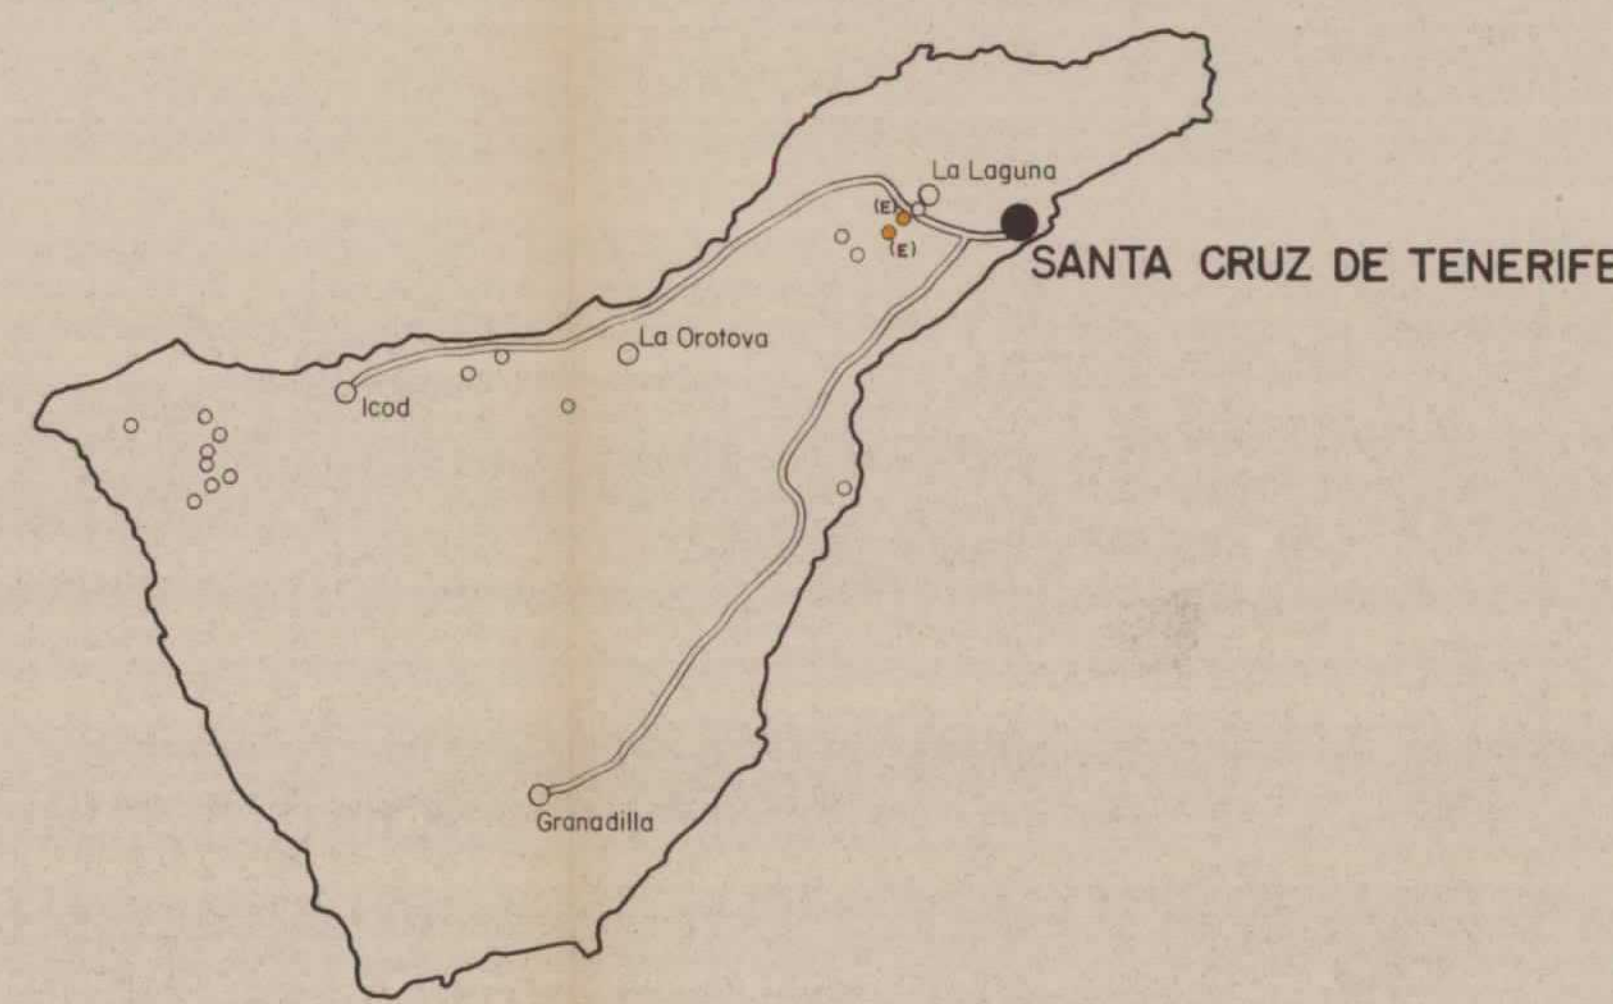 La Laguna
(E)
(E)
SANTA CRUZ DE TENERIFE
La Orotova
Icod
Granadilla